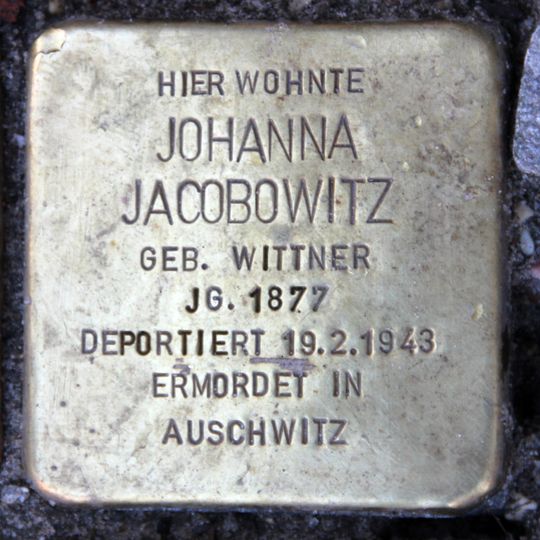 HIER WOHNTE
JOHANNA
JACOBOWITZ
GEB. WITTNER
JG. 1877
DEPORTIERT 19.2.1943
ERMORDET IN
AUSCHWITZ